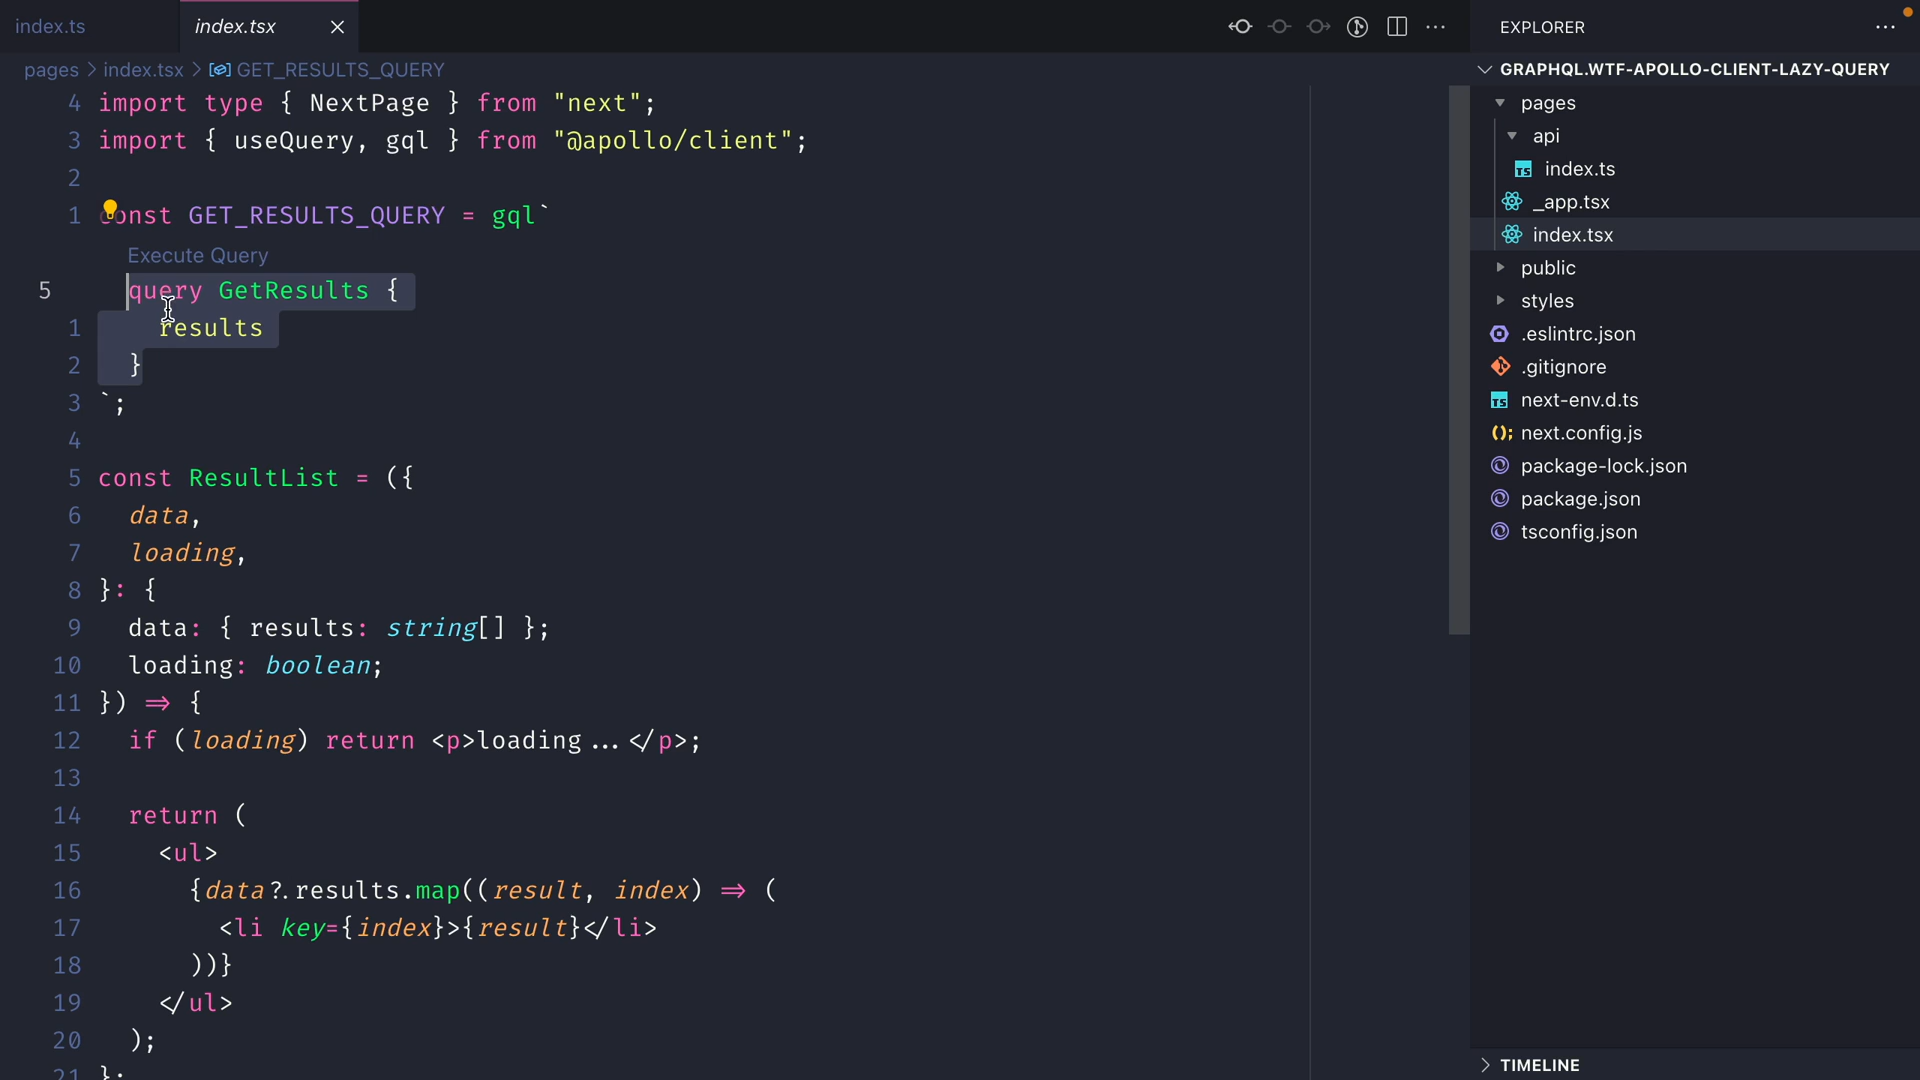 index.ts
index.tsx
EXPLORER
pages > index.tsx > GET_RESULTS_QUERY
GRAPHQL.WTF-APOLLO-CLIENT-LAZY-QUERY
4 import type { NextPage } from "next";
3 import { useQuery, gql } from "@apollo/client";
2
1 const GET_RESULTS_QUERY = gql`
Execute Query
5 query GetResults {
1 results
2 }
3 `;
4
5 const ResultList = ({
6 data,
7 loading,
8 }: {
9 data: { results: string[] };
10 loading: boolean;
11 }) => {
12 if (loading) return <p>loading...</p>;
13
14 return (
15 <ul>
16 {data?.results.map((result, index) => (
17 <li key={index}>{result}</li>
18 ))}
19 </ul>
20 );
21 };
pages
api
index.ts
_app.tsx
index.tsx
public
styles
.eslintrc.json
.gitignore
next-env.d.ts
next.config.js
package-lock.json
package.json
tsconfig.json
TIMELINE